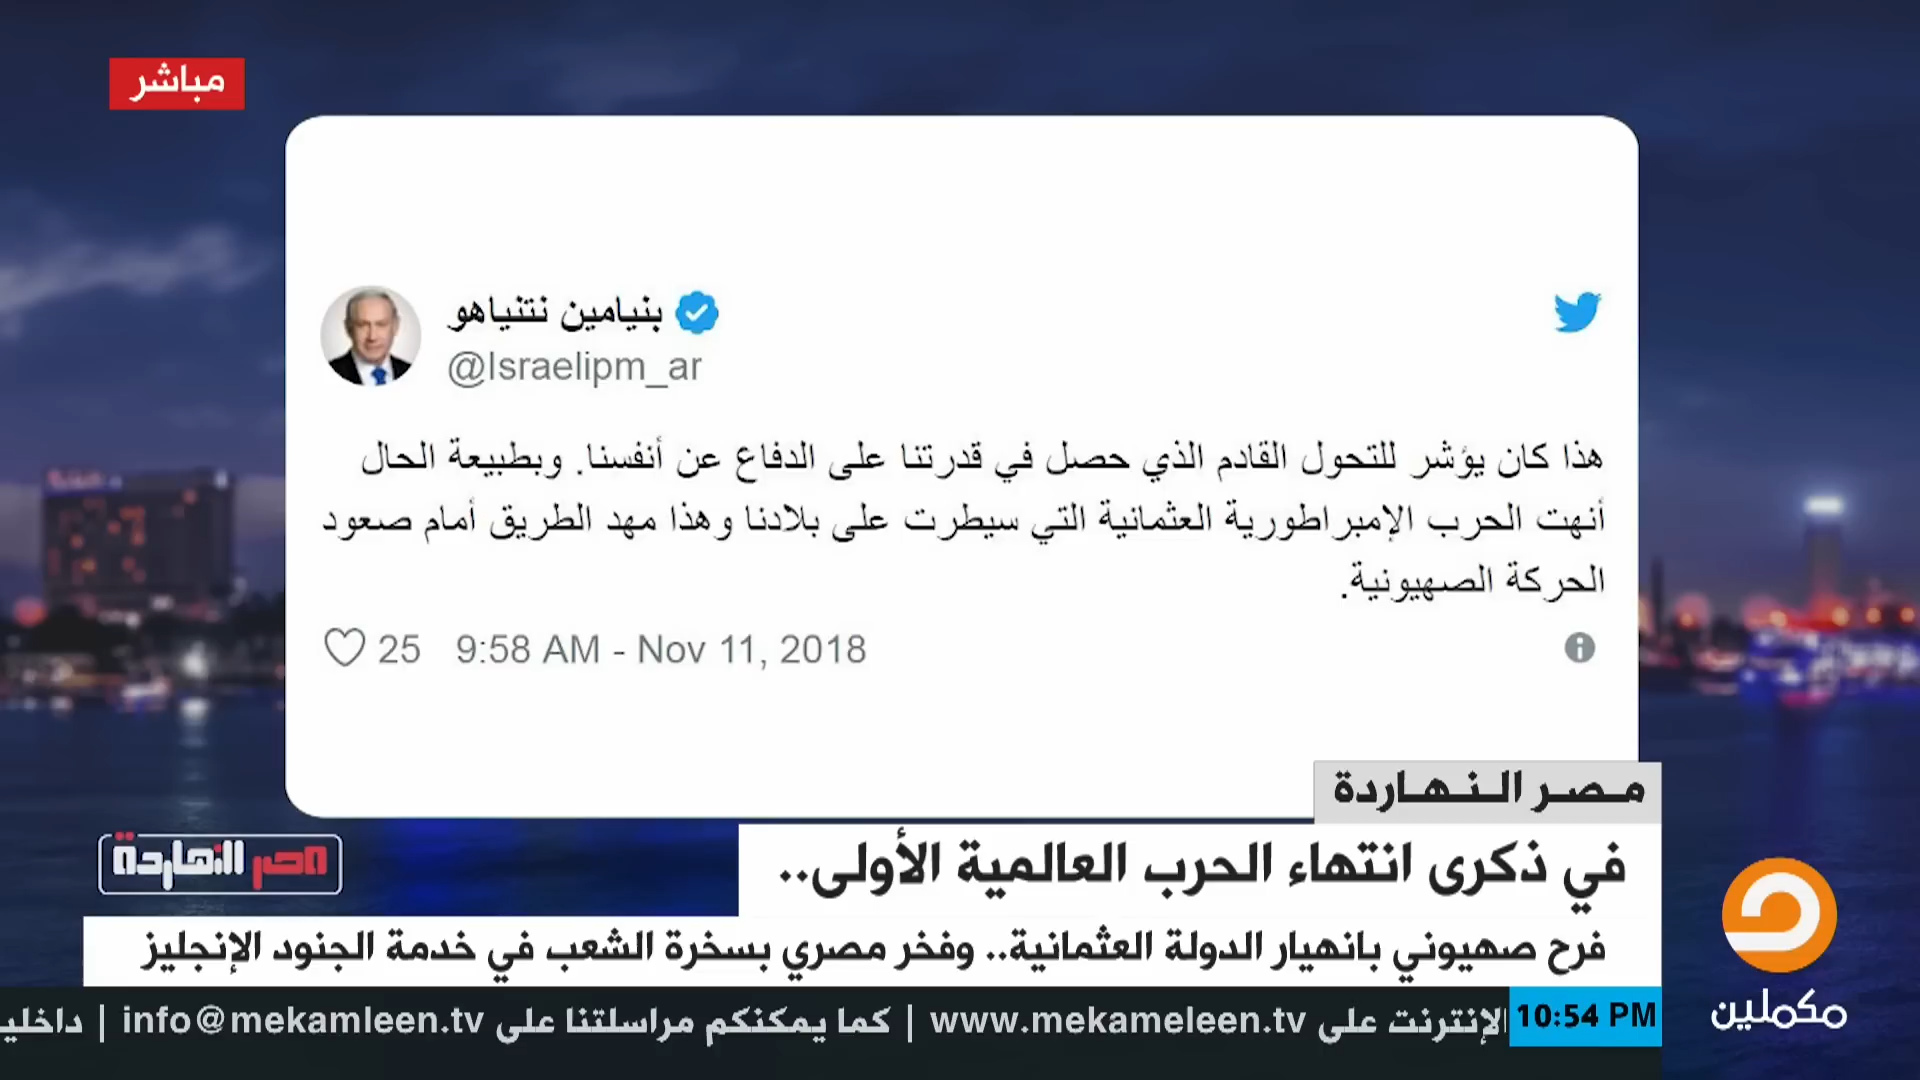 مباشر
بنيامين نتنياهو
@Israelipm_ar
هذا كان يؤشر للتحول القادم الذي حصل في قدرتنا على الدفاع عن أنفسنا. وبطبيعة الحال
أنهت الحرب الإمبراطورية العثمانية التي سيطرت على بلادنا وهذا مهد الطريق أمام صعود
الحركة الصهيونية.
25 9:58 AM - Nov 11, 2018
مصر النهاردة
مصر النهاردة
في ذكرى انتهاء الحرب العالمية الأولى..
فرح صهيوني بانهيار الدولة العثمانية.. وفخر مصري بسخرة الشعب في خدمة الجنود الإنجليز
10:54 PM
الإنترنت على www.mekameleen.tv | كما يمكنكم مراسلتنا على info@mekamleen.tv |
مكملين